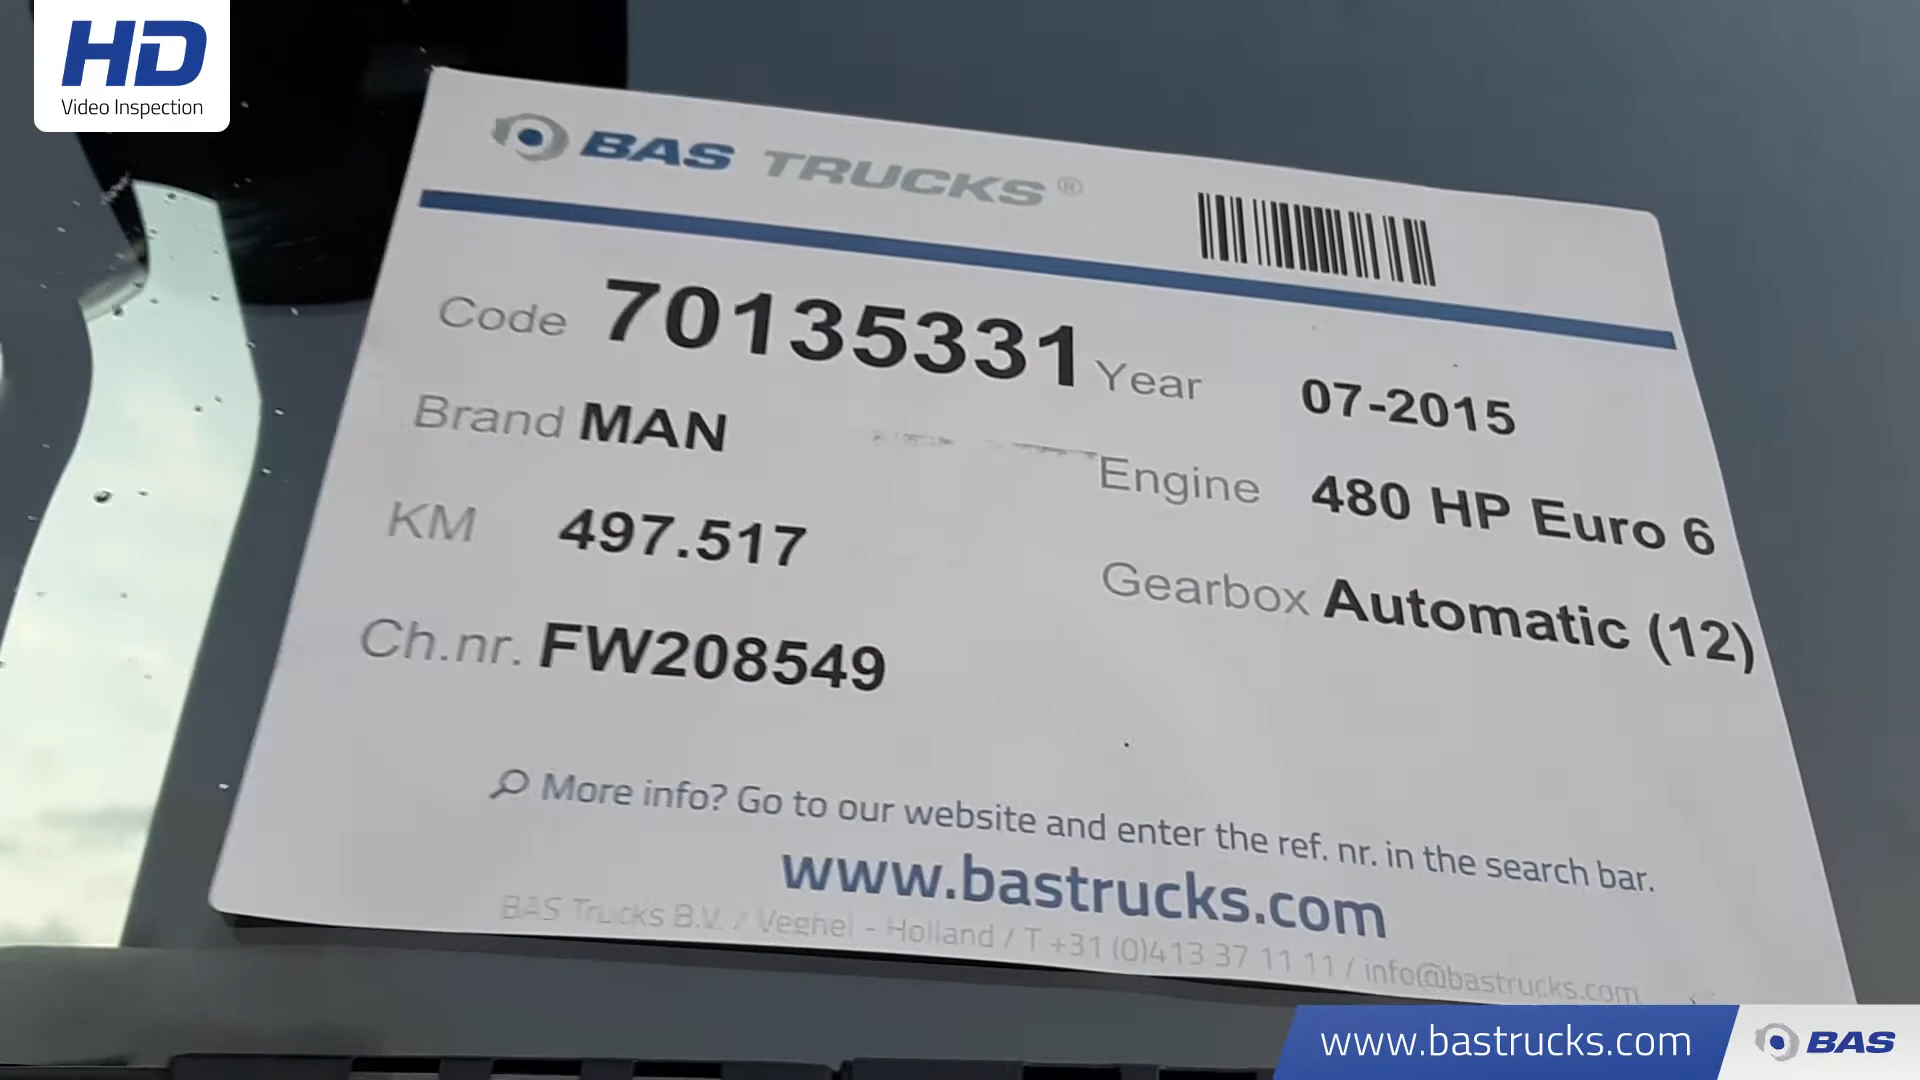 HD
Video Inspection
BAS TRUCKS®
Code 70135331 Year 07-2015
Brand MAN Engine 480 HP Euro 6
KM 497.517 Gearbox Automatic (12)
Ch.nr. FW208549
More info? Go to our website and enter the ref. nr. in the search bar.
www.bastrucks.com
BAS Trucks B.V. / Veghel - Holland / T +31 (0)413 37 11 11 / info@bastrucks.com
www.bastrucks.com BAS